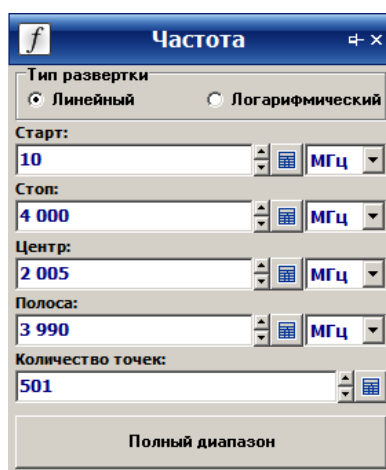 f Частота
Тип развертки
Линейный Логарифмический
Старт:
10 МГц
Стоп:
4 000 МГц
Центр:
2 005 МГц
Полоса:
3 990 МГц
Количество точек:
501
Полный диапазон